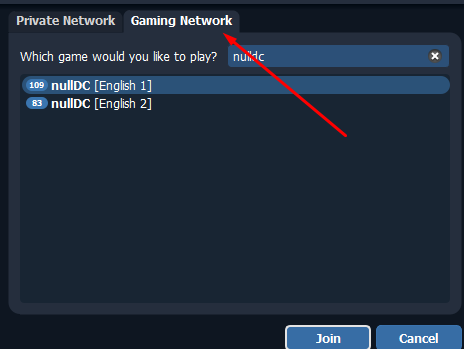 Private Network
Gaming Network
Which game would you like to play?
nulldc
109 nullDC [English 1]
83 nullDC [English 2]
Join
Cancel